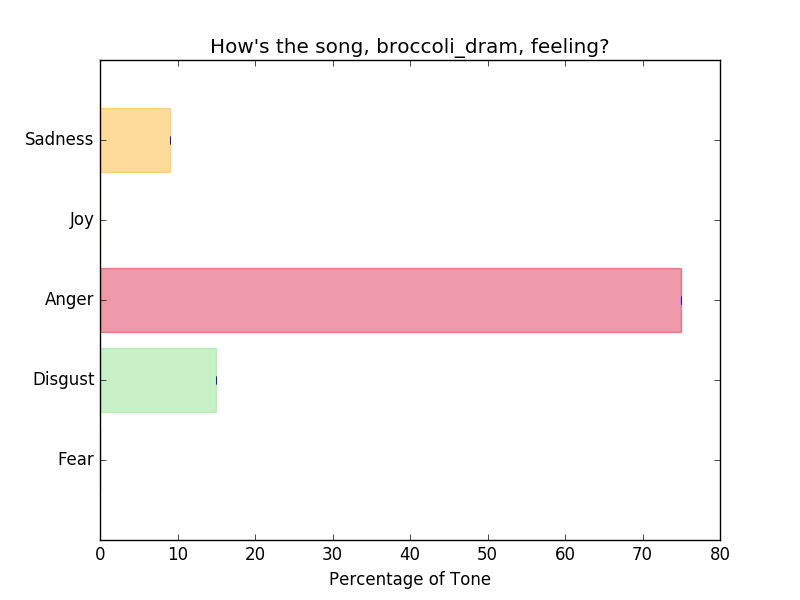 How's the song, broccoli_dram, feeling?
Sadness
Joy
Anger
Disgust
Fear
0 10 20 30 40 50 60 70 80
Percentage of Tone